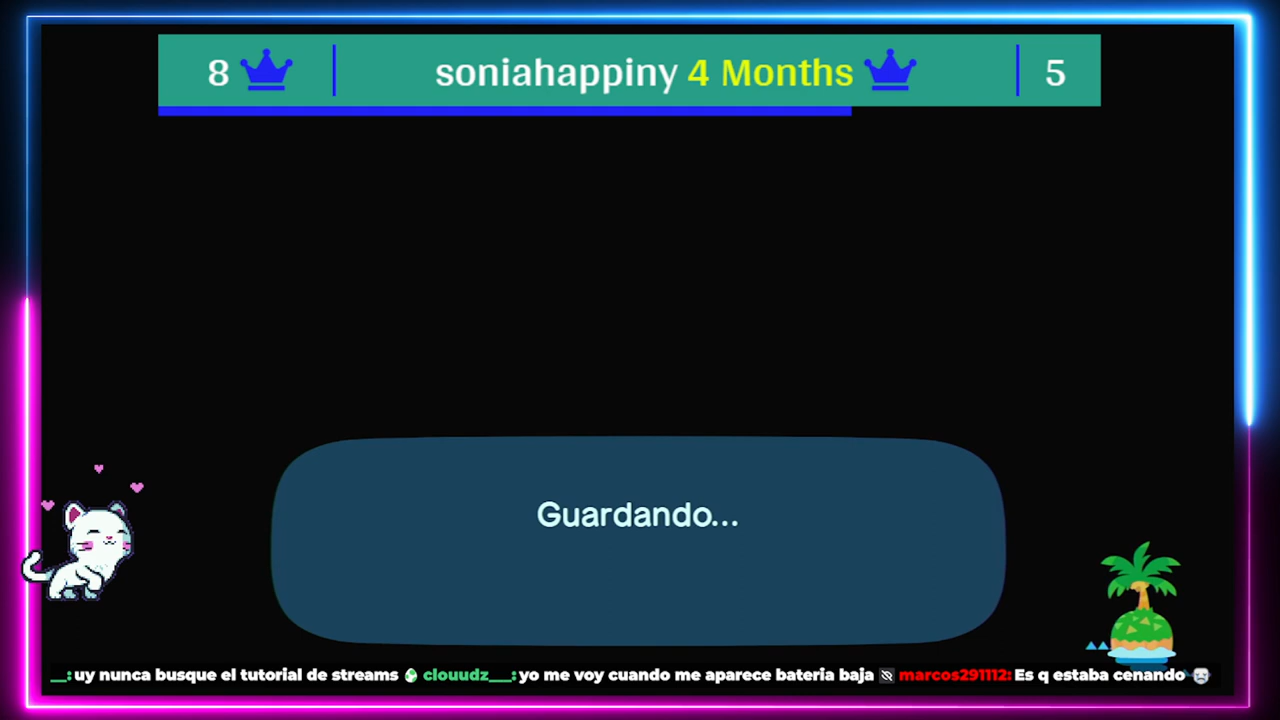 8 soniahappiny 4 Months 5
Guardando...
__: uy nunca busque el tutorial de streams clouudz___: yo me voy cuando me aparece bateria baja marcos291112: Es q estaba cenando